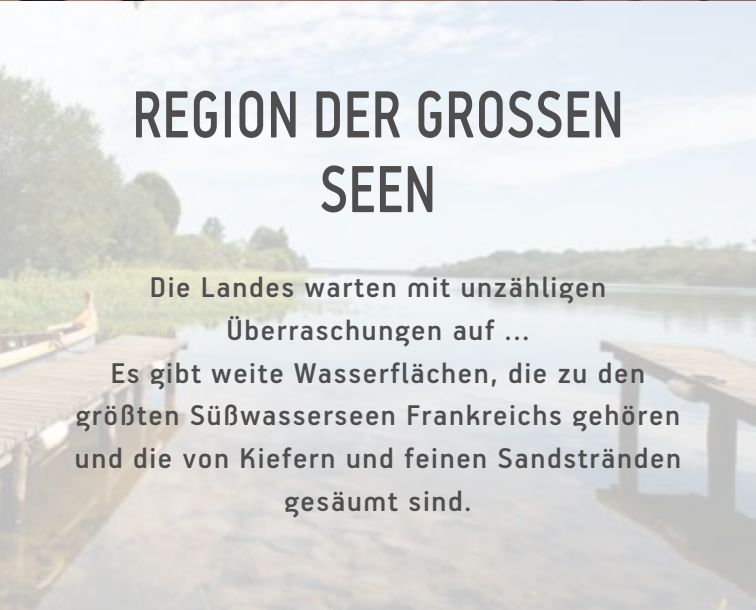 REGION DER GROSSEN
SEEN
Die Landes warten mit unzähligen
Überraschungen auf ...
Es gibt weite Wasserflächen, die zu den
größten Süßwasserseen Frankreichs gehören
und die von Kiefern und feinen Sandstränden
gesäumt sind.